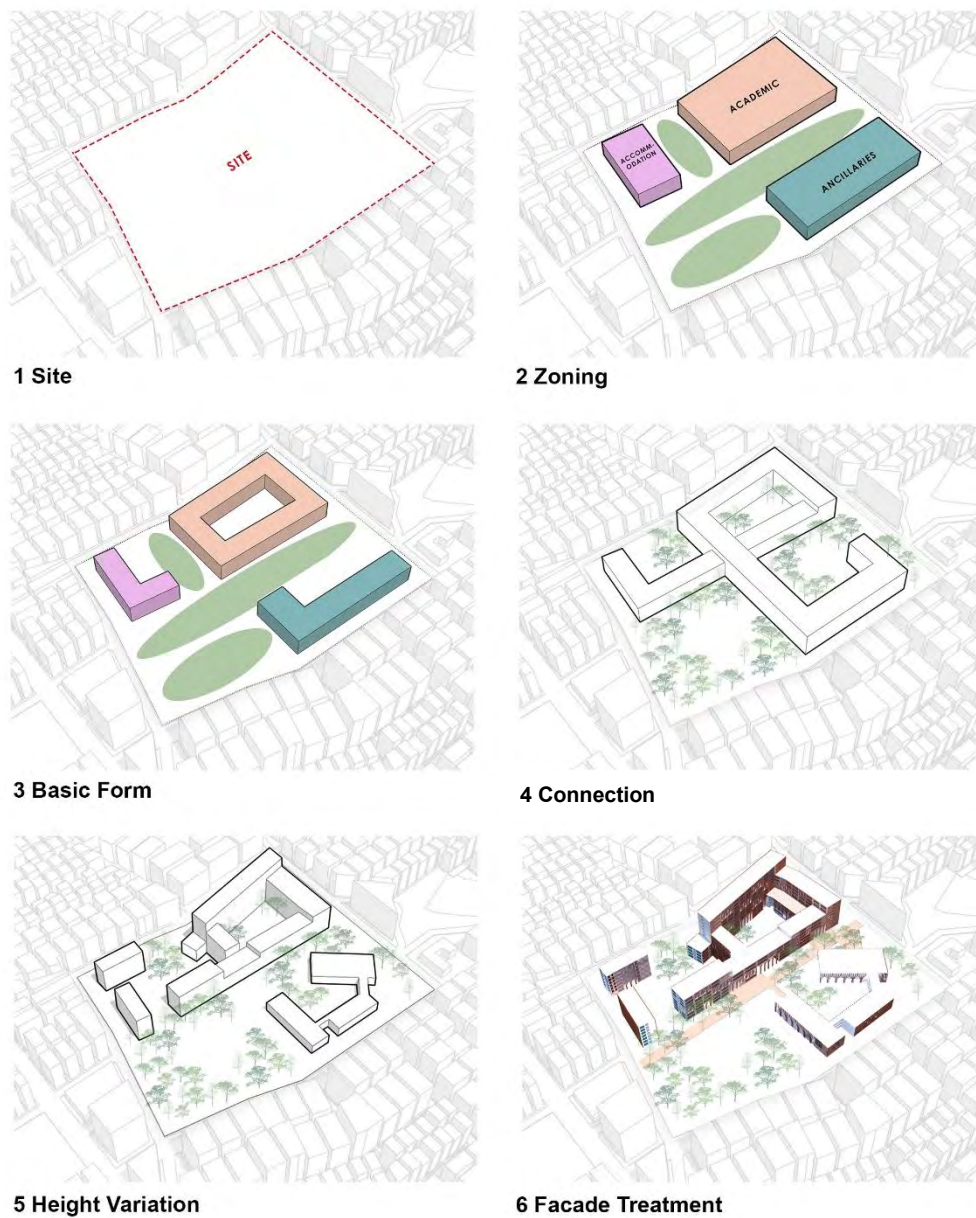 SITE
1 Site
ACADEMIC
ACCOMM-
ODATION
ANCILLARIES
2 Zoning
3 Basic Form
4 Connection
5 Height Variation
6 Facade Treatment